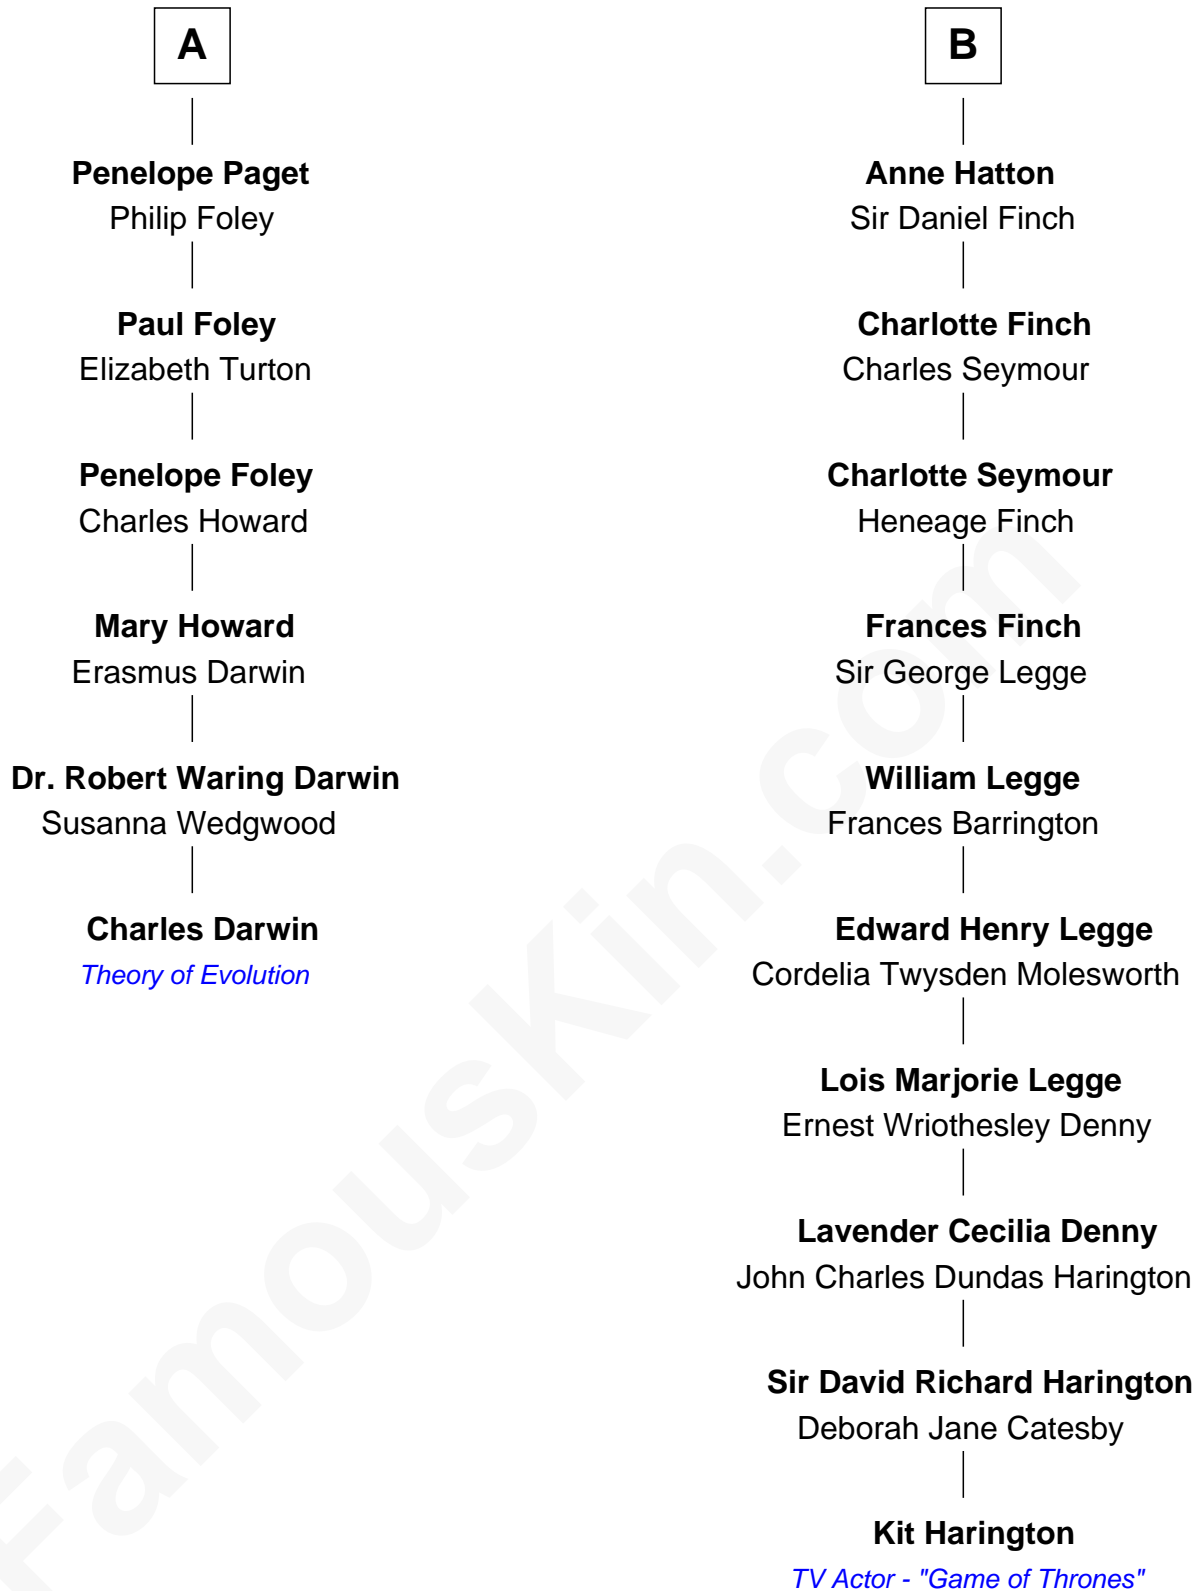 A
Penelope Paget
Philip Foley
Paul Foley
Elizabeth Turton
Penelope Foley
Charles Howard
Mary Howard
Erasmus Darwin
Dr. Robert Waring Darwin
Susanna Wedgwood
Charles Darwin
Theory of Evolution
B
Anne Hatton
Sir Daniel Finch
Charlotte Finch
Charles Seymour
Charlotte Seymour
Heneage Finch
Frances Finch
Sir George Legge
William Legge
Frances Barrington
Edward Henry Legge
Cordelia Twysden Molesworth
Lois Marjorie Legge
Ernest Wriothesley Denny
Lavender Cecilia Denny
John Charles Dundas Harington
Sir David Richard Harington
Deborah Jane Catesby
Kit Harington
TV Actor - "Game of Thrones"
FamousKin.com